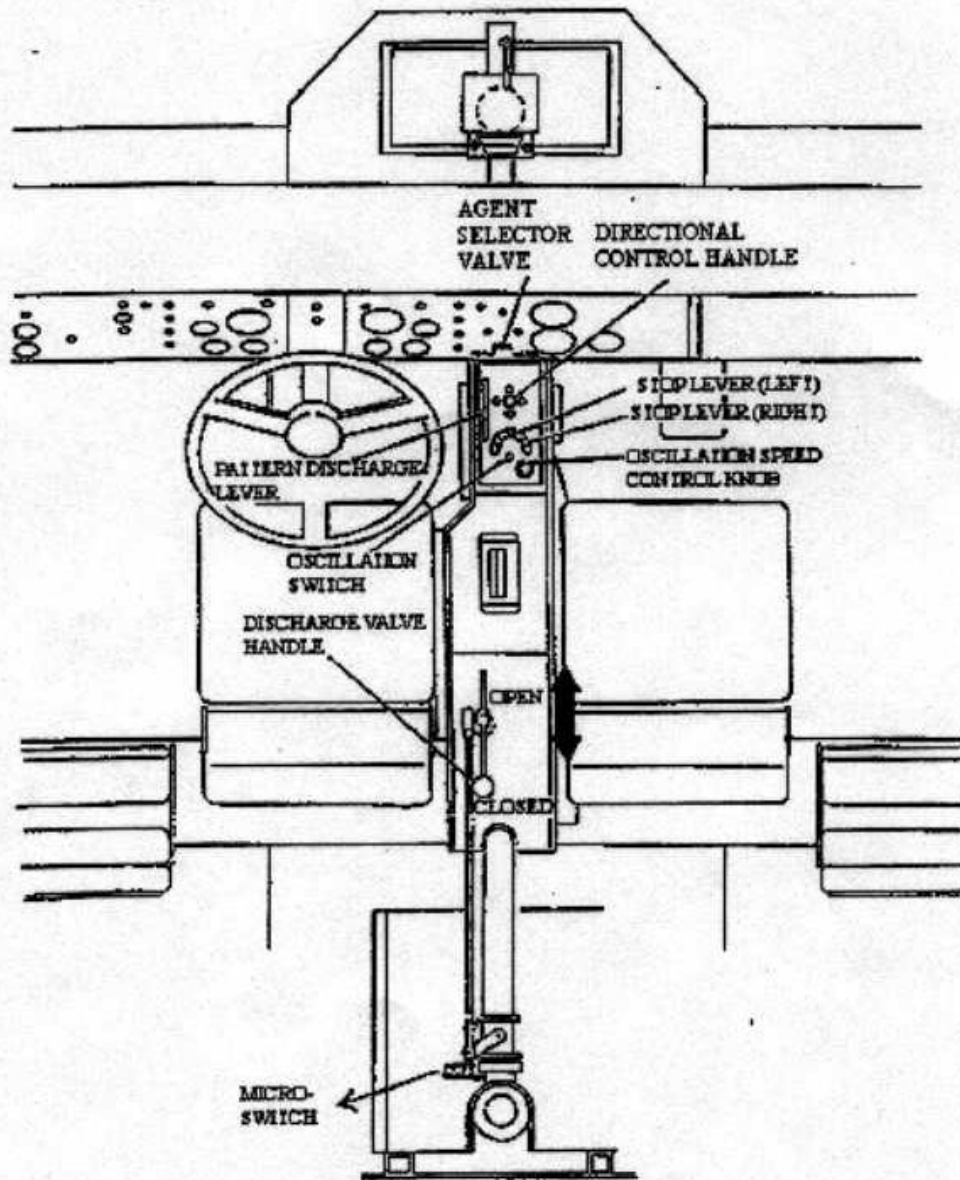 AGENT
SELECTOR
VALVE
DIRECTIONAL
CONTROL HANDLE
STOP LEVER (LEFT)
STOP LEVER (RIGHT)
PATTERN DISCHARGE
LEVER
OSCILLATION SPEED
CONTROL KNOB
OSCILLATION
SWITCH
DISCHARGE VALVE
HANDLE
OPEN
CLOSED
MICRO-
SWITCH